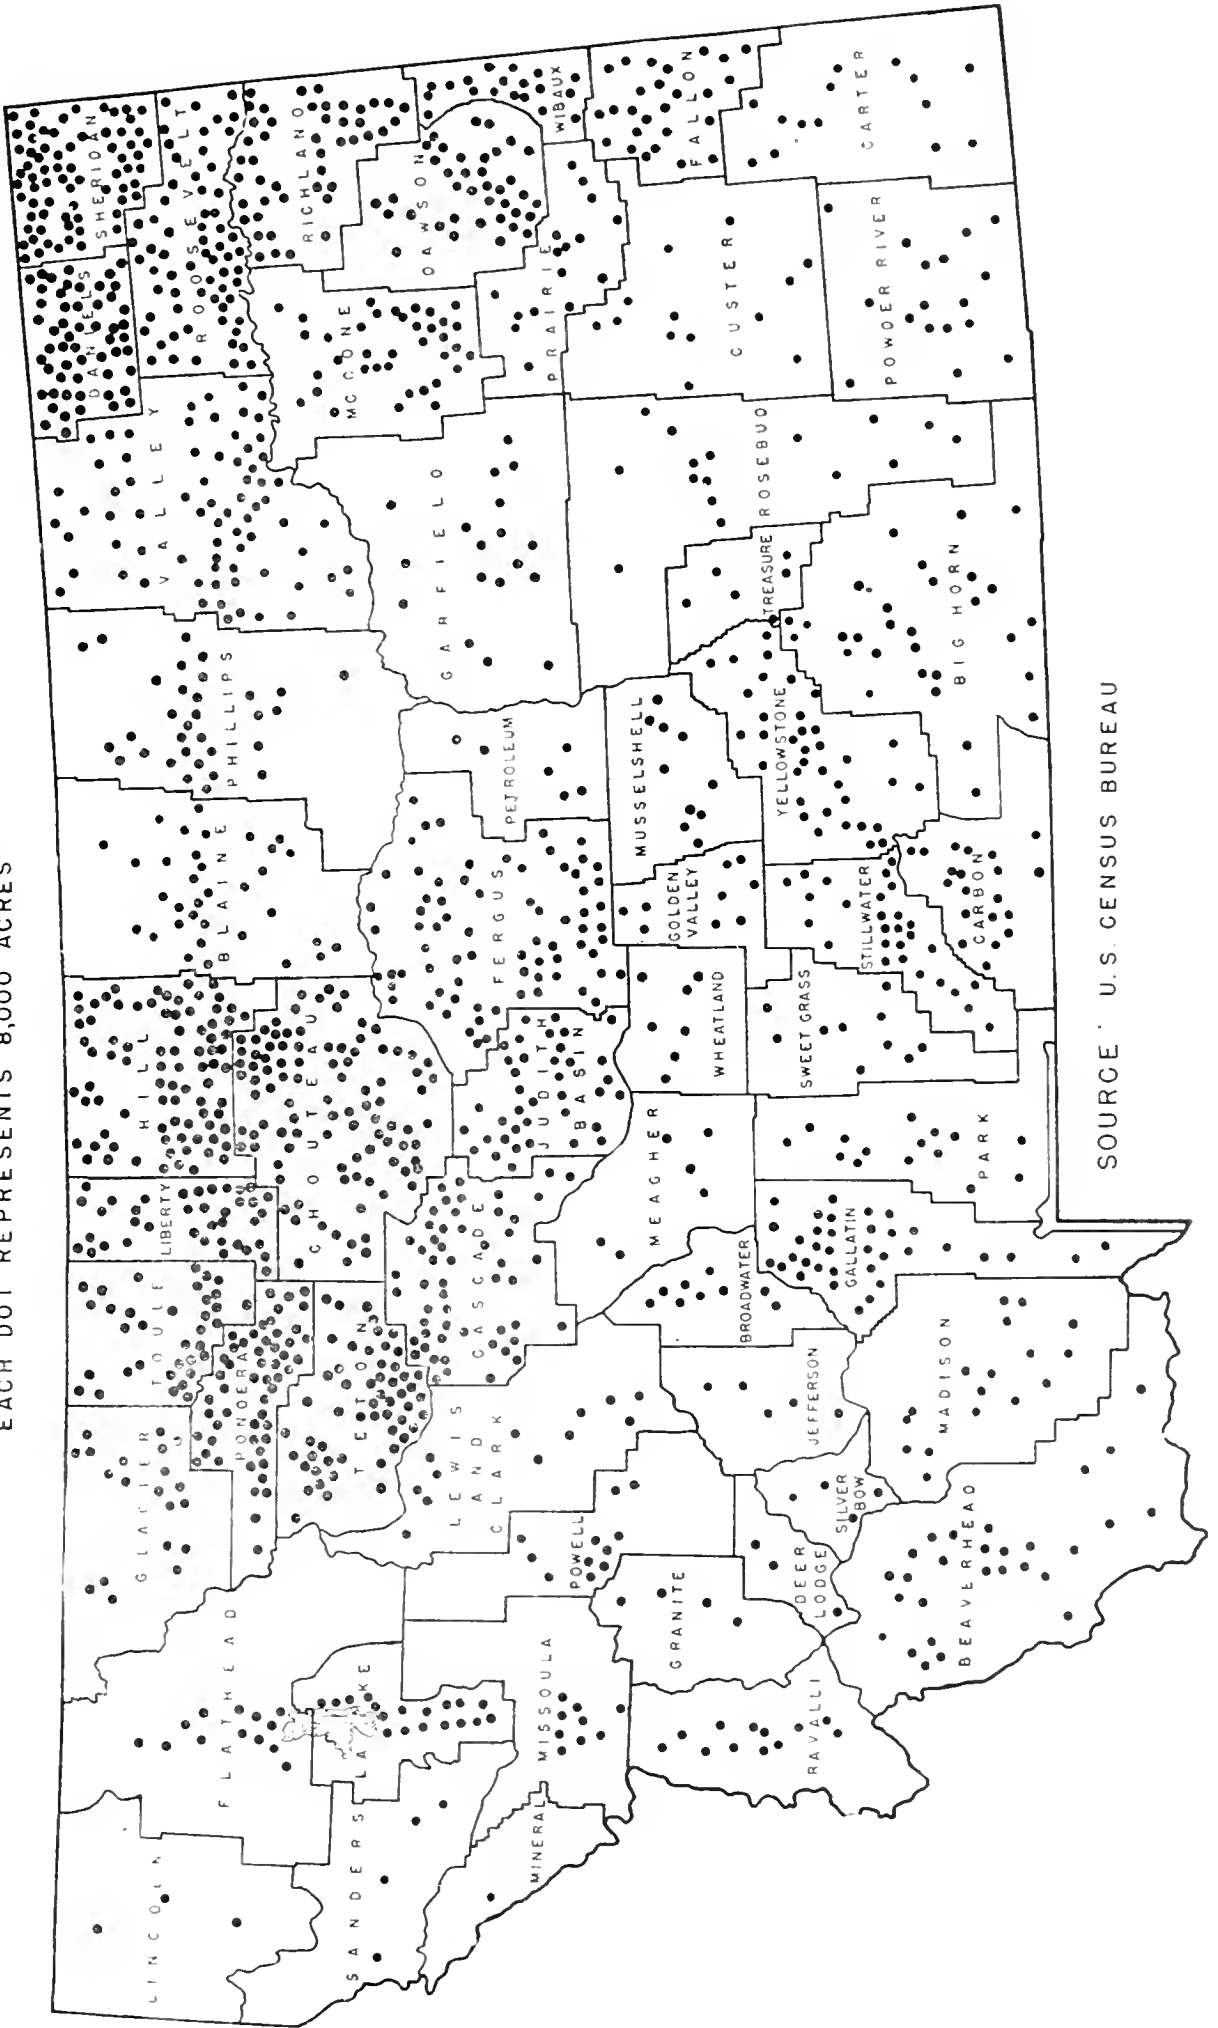 EACH DOT REPRESENTS 8,000 ACRES
LINCOLN
FLATHEAD
GLACIER
TOOLE
LIBERTY
HILL
BLAINE
PHILLIPS
VALLEY
DANIELS
SHERIDAN
ROOSEVELT
SANDERS
LAKE
PONDERA
TETON
CHOUTEAU
MC CONE
RICHLAND
DAWSON
WIBAUX
MINERAL
MISSOULA
POWELL
LEWIS
AND
CLARK
CASCADE
JUDITH
BASIN
FERGUS
PETROLEUM
GARFIELD
PRAIRIE
FALLON
RAVALLI
GRANITE
DEER
LODGE
SILVER
BOW
JEFFERSON
BROADWATER
MEAGHER
WHEATLAND
GOLDEN
VALLEY
MUSSELSHELL
TREASURE
ROSEBUD
CUSTER
CARTER
BEAVERHEAD
MADISON
GALLATIN
PARK
SWEET GRASS
STILLWATER
CARBON
YELLOWSTONE
BIG HORN
POWDER RIVER
SOURCE: U.S. CENSUS BUREAU